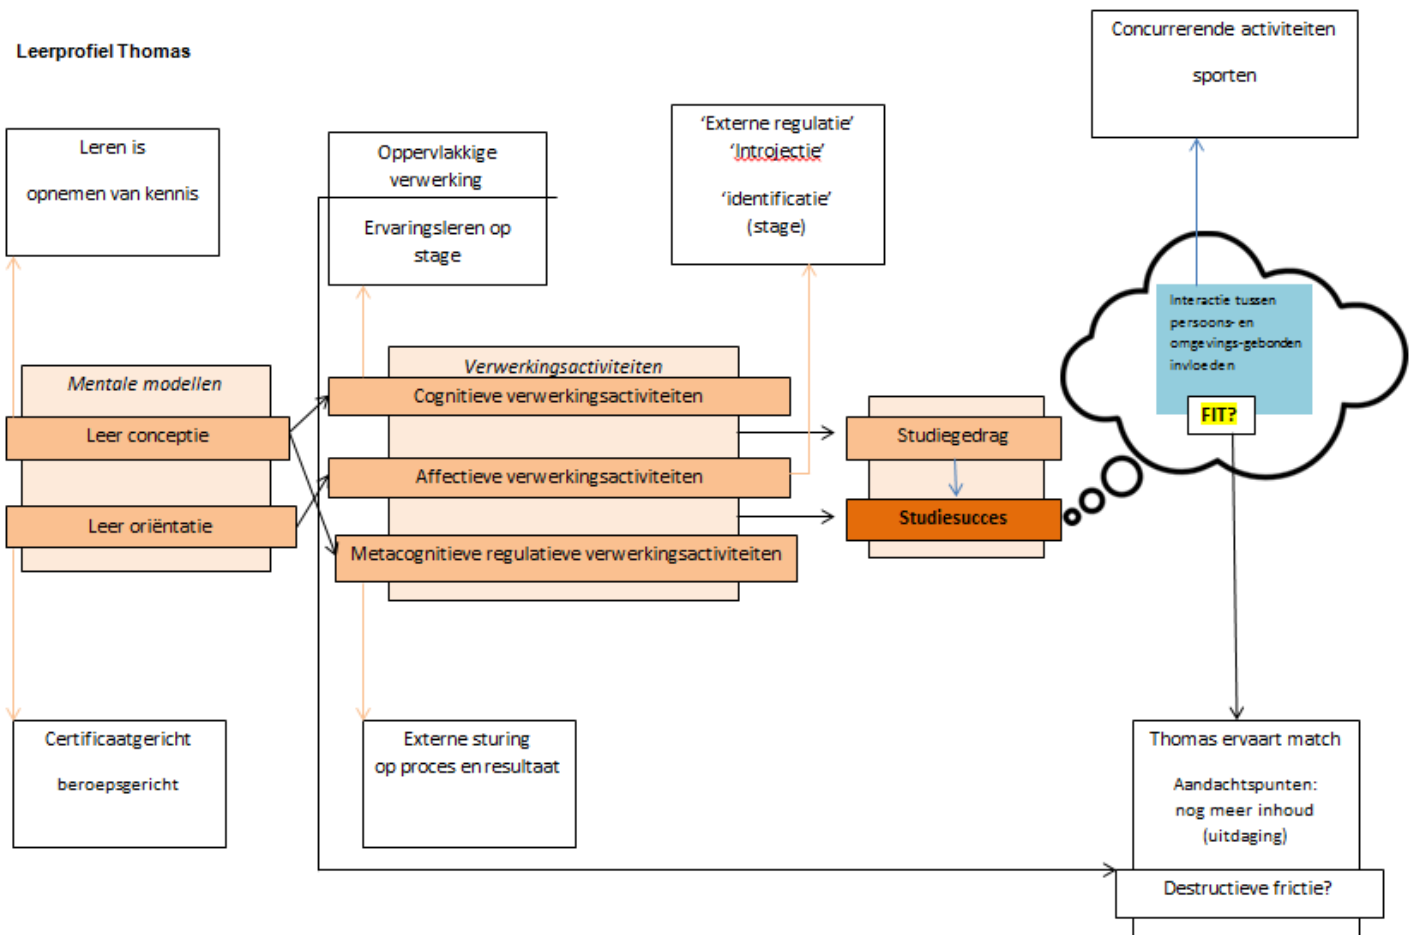 Leerprofiel Thomas
Concurrerende activiteiten
sporten
Leren is
opnemen van kennis
Oppervlakkige
verwerking
Ervaringsleren op
stage
‘Externe regulatie’
‘Introjectie’
‘identificatie’
(stage)
Interactie tussen
persoons- en
omgevings-gebonden
invloeden
FIT?
Mentale modellen
Leer conceptie
Leer oriëntatie
Verwerkingsactiviteiten
Cognitieve verwerkingsactiviteiten
Affectieve verwerkingsactiviteiten
Metacognitieve regulatieve verwerkingsactiviteiten
Studiegedrag
Studiesucces
Certificaatgericht
beroepsgericht
Externe sturing
op proces en resultaat
Thomas ervaart match
Aandachtspunten:
nog meer inhoud
(uitdaging)
Destructieve frictie?